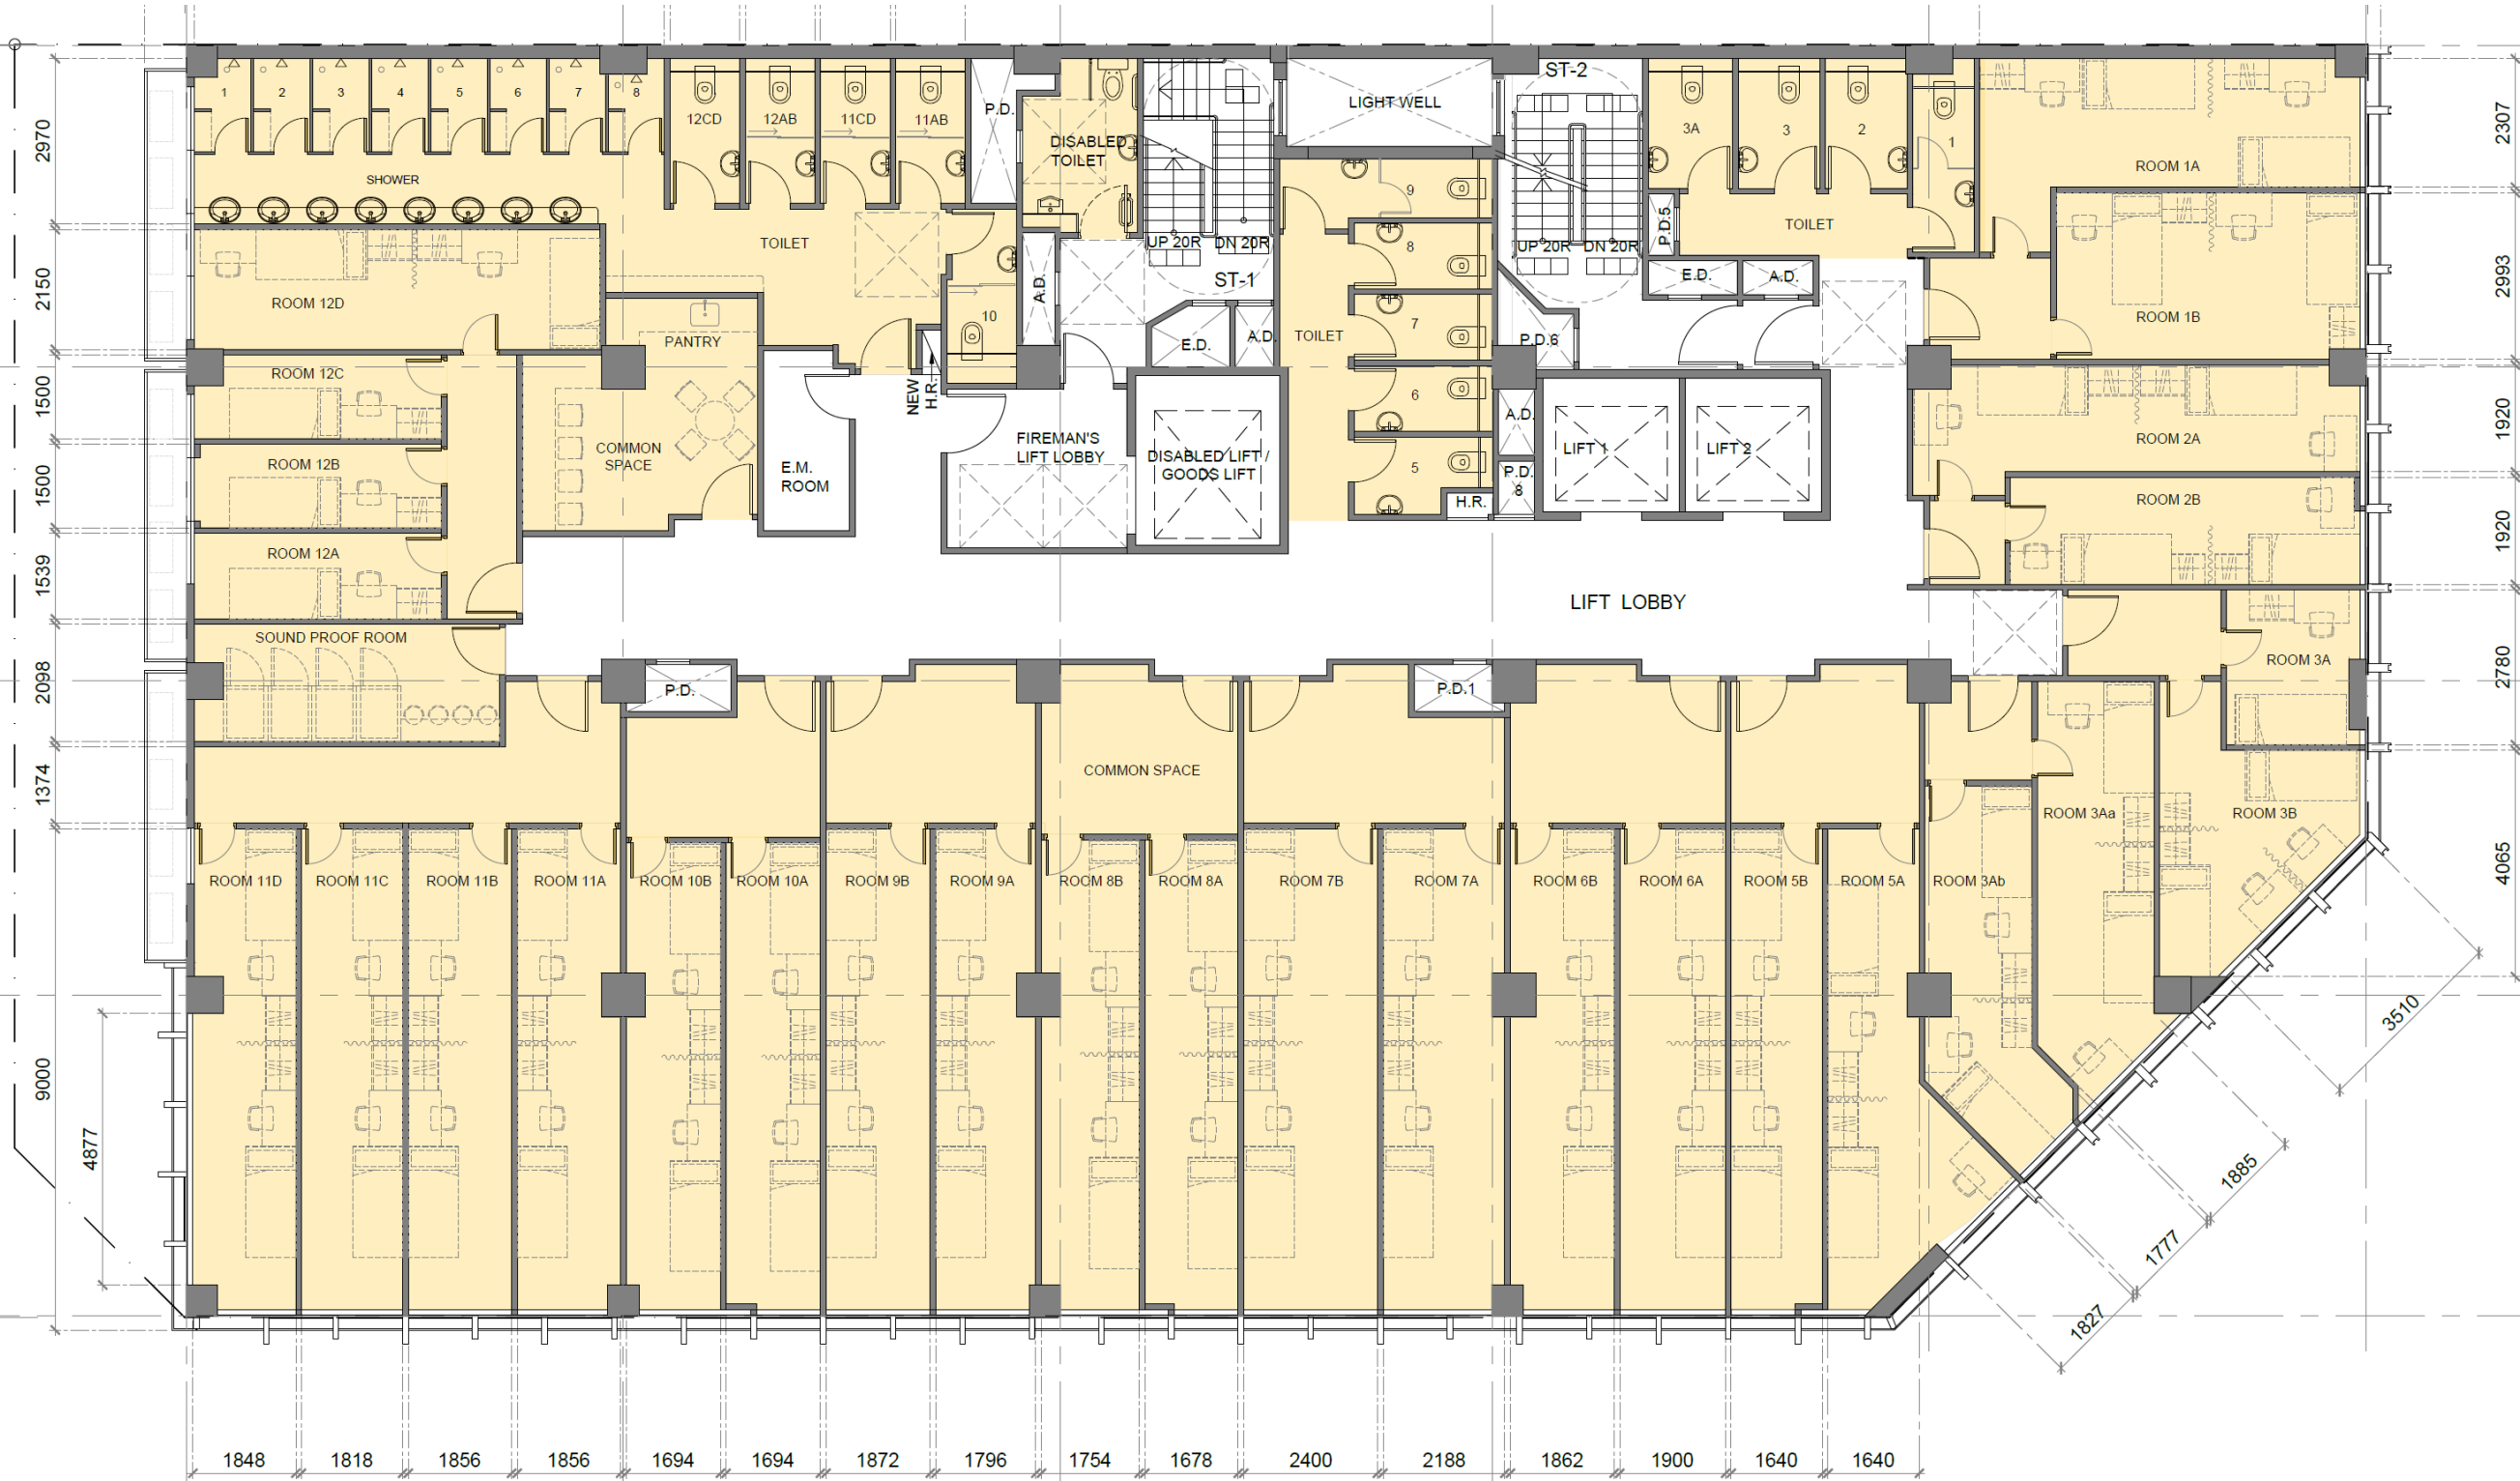 ST-2
1
2
3
4
5
6
7
8
12CD
12AB
11CD
11AB
P.D.
LIGHT WELL
3A
3
2
1
DISABLED
TOILET
ROOM 1A
SHOWER
9
TOILET
TOILET
P.D.5
UP 20R
DN 20R
ST-1
8
UP 20R
DN 20R
E.D.
A.D.
A.D.
ROOM 12D
10
PANTRY
E.D.
A.D.
TOILET
7
P.D.6
ROOM 1B
ROOM 12C
NEW
H.R.
6
A.D.
ROOM 12B
COMMON
SPACE
E.M.
ROOM
FIREMAN'S
LIFT LOBBY
DISABLED LIFT /
GOODS LIFT
5
P.D.
8
H.R.
LIFT 1
LIFT 2
ROOM 2A
ROOM 2B
ROOM 12A
LIFT LOBBY
SOUND PROOF ROOM
ROOM 3A
P.D.
P.D.1
COMMON SPACE
ROOM 3Aa
ROOM 3B
ROOM 11D
ROOM 11C
ROOM 11B
ROOM 11A
ROOM 10B
ROOM 10A
ROOM 9B
ROOM 9A
ROOM 8B
ROOM 8A
ROOM 7B
ROOM 7A
ROOM 6B
ROOM 6A
ROOM 5B
ROOM 5A
ROOM 3Ab
2970
2150
1500
1500
1539
2098
1374
9000
4877
2307
2993
1920
1920
2780
4065
3510
1885
1777
1827
1848
1818
1856
1856
1694
1694
1872
1796
1754
1678
2400
2188
1862
1900
1640
1640